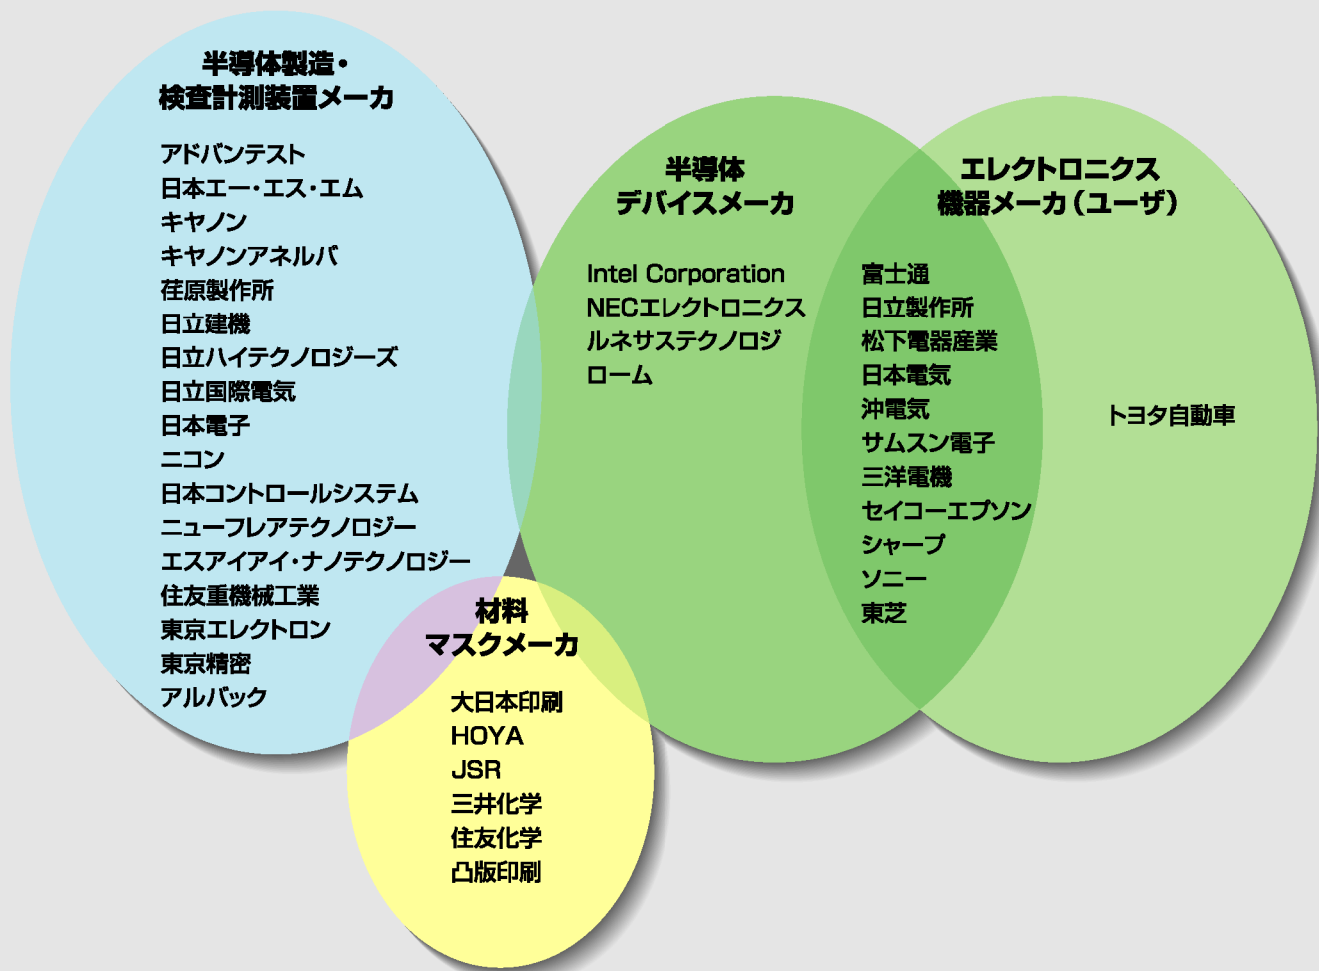 半導体製造・
検査計測装置メーカ
アドバンテスト
日本エー・エス・エム
キヤノン
キヤノンアネルバ
荏原製作所
日立建機
日立ハイテクノロジーズ
日立国際電気
日本電子
ニコン
日本コントロールシステム
ニューフレアテクノロジー
エスアイアイ・ナノテクノロジー
住友重機械工業
東京エレクトロン
東京精密
アルバック
材料
マスクメーカ
大日本印刷
HOYA
JSR
三井化学
住友化学
凸版印刷
半導体
デバイスメーカ
Intel Corporation
NECエレクトロニクス
ルネサステクノロジ
ローム
エレクトロニクス
機器メーカ（ユーザ）
富士通
日立製作所
松下電器産業
日本電気
沖電気
サムスン電子
三洋電機
セイコーエプソン
シャープ
ソニー
東芝
トヨタ自動車